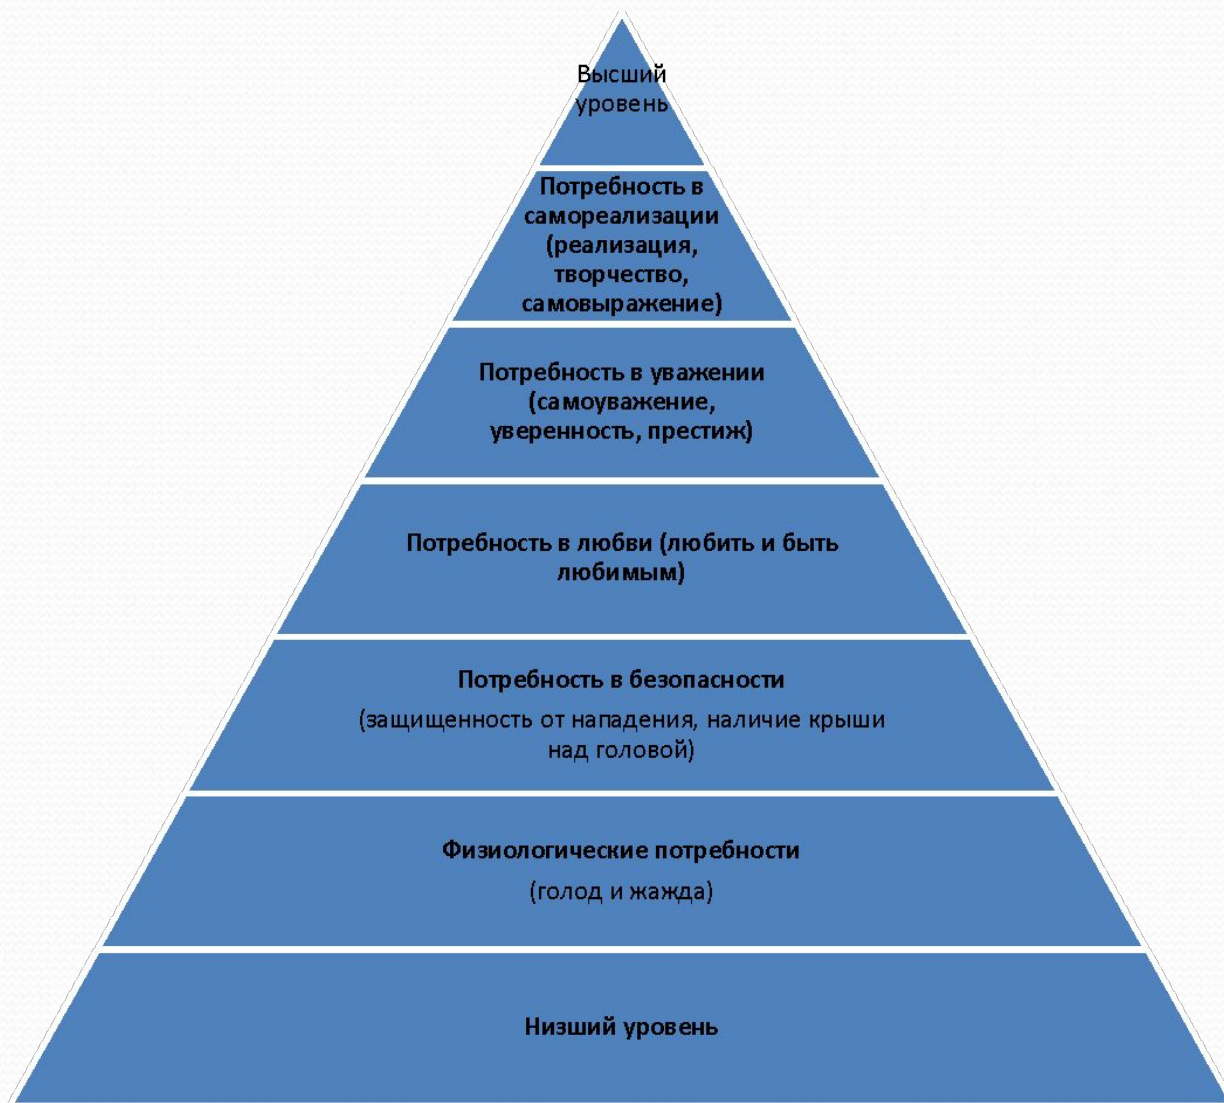 Высший
уровень
Потребность в
самореализации
(реализация,
творчество,
самовыражение)
Потребность в уважении
(самоуважение,
уверенность, престиж)
Потребность в любви (любить и быть
любимым)
Потребность в безопасности
(защищенность от нападения, наличие крыши
над головой)
Физиологические потребности
(голод и жажда)
Низший уровень